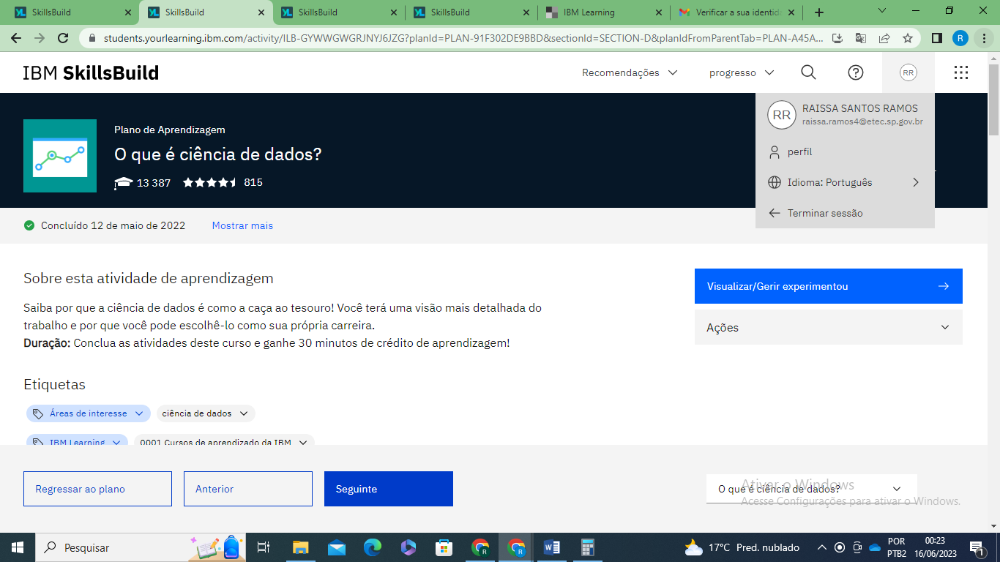 SkillsBuild
SkillsBuild
SkillsBuild
SkillsBuild
IBM Learning
Verificar a sua identida
students.yourlearning.ibm.com/activity/ILB-GYWWGWGRJNYJ6JZG?planId=PLAN-91F302DE9BBD&sectionId=SECTION-D&planIdFromParentTab=PLAN-A45A...
R
IBM SkillsBuild
Recomendações
progresso
RR
RR
RAISSA SANTOS RAMOS
raissa.ramos4@etec.sp.gov.br
perfil
Idioma: Português
Terminar sessão
Plano de Aprendizagem
O que é ciência de dados?
13 387
815
Concluído 12 de maio de 2022
Mostrar mais
Sobre esta atividade de aprendizagem
Saiba por que a ciência de dados é como a caça ao tesouro! Você terá uma visão mais detalhada do
trabalho e por que você pode escolhê-lo como sua própria carreira.
Duração: Conclua as atividades deste curso e ganhe 30 minutos de crédito de aprendizagem!
Visualizar/Gerir experimentou
Ações
Etiquetas
Áreas de interesse
ciência de dados
IBM Learning
0001 Cursos de aprendizado da IBM
Regressar ao plano
Anterior
Seguinte
O que é ciência de dados?
Ativar o Windows
Acesse Configurações para ativar o Windows.
Pesquisar
17°C Pred. nublado
POR
PTB2
00:23
16/06/2023
1